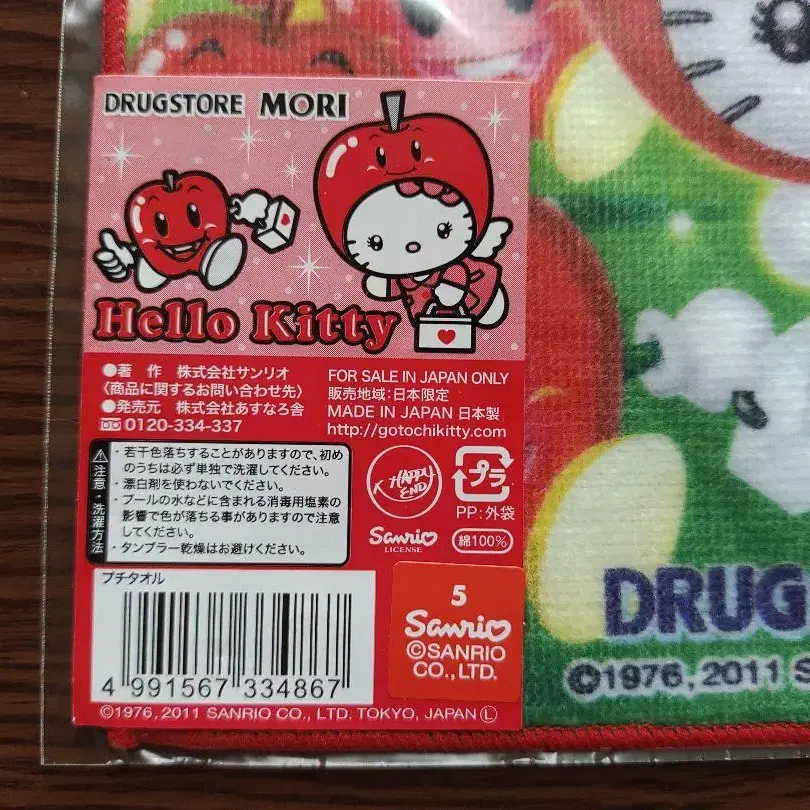 DRUGSTORE MORI
Hello Kitty
●著 作 株式会社サンリオ
〈商品に関するお問い合わせ先〉
●発売元 株式会社あすなろ舎
0120-334-337
FOR SALE IN JAPAN ONLY
販売地域:日本限定
MADE IN JAPAN 日本製
http://gotochikitty.com
⚠注意・洗濯方法
・若干色落ちすることがありますので、初め
のうちは必ず単独で洗濯してください。
・漂白剤を使わないでください。
・プールの水などに含まれる消毒用塩素の
影響で色が落ちる事がありますので注意
してください。
・タンブラー乾燥はお避けください。
HAPPY
END
プラ
PP:外袋
Sanrio
LICENSE
綿100%
プチタオル
4 991567 334867
5
Sanrio
©SANRIO
CO., LTD.
©1976, 2011 SANRIO CO., LTD. TOKYO, JAPAN Ⓛ
DRUG
©1976, 2011 S